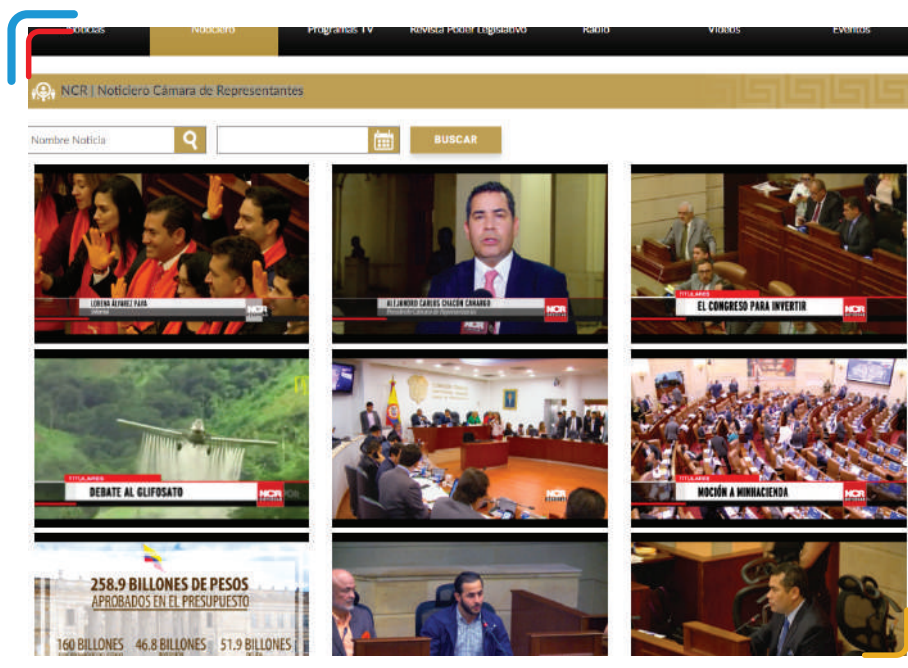 Noticias Noticiero Programas TV Revista Poder Legislativo Radio Videos Eventos
NCR | Noticiero Cámara de Representantes
Nombre Noticia
BUSCAR
LORENA ÁLVAREZ PAVA
NCR
ALEJANDRO CARLOS CHACÓN CAMARGO
Presidente Cámara de Representantes
NCR
TITULARES
EL CONGRESO PARA INVERTIR
NCR
TITULARES
DEBATE AL GLIFOSATO
NCR
NCR
TITULARES
MOCIÓN A MINHACIENDA
NCR
258.9 BILLONES DE PESOS
APROBADOS EN EL PRESUPUESTO
160 BILLONES 46.8 BILLONES 51.9 BILLONES